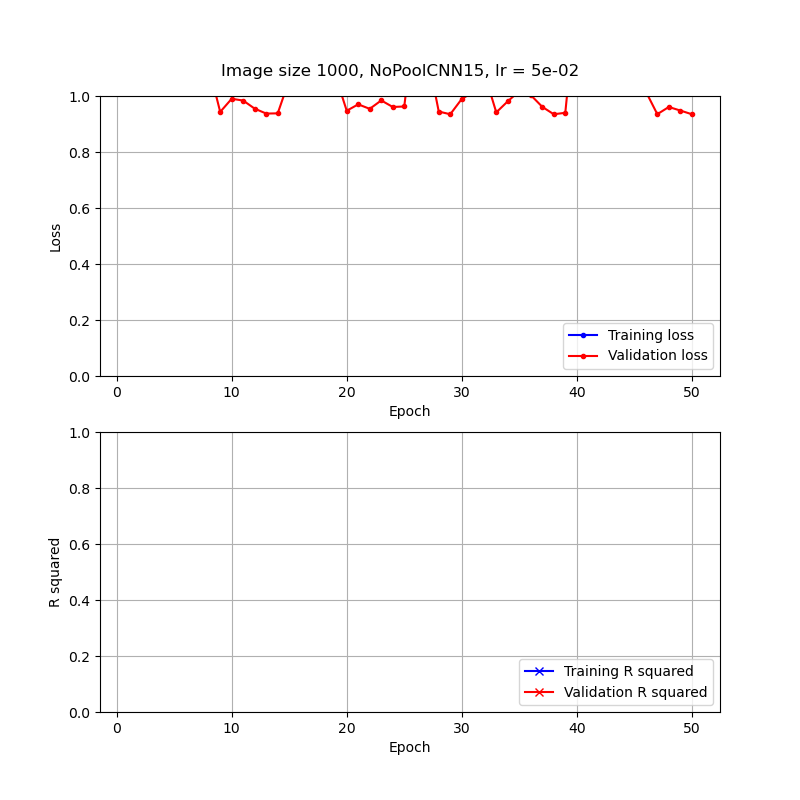 Image size 1000, NoPoolCNN15, lr = 5e-02
1.0
0.8
0.6
0.4
0.2
0.0
Loss
Training loss
Validation loss
0 10 20 30 40 50
Epoch
1.0
0.8
0.6
0.4
0.2
0.0
R squared
Training R squared
Validation R squared
0 10 20 30 40 50
Epoch